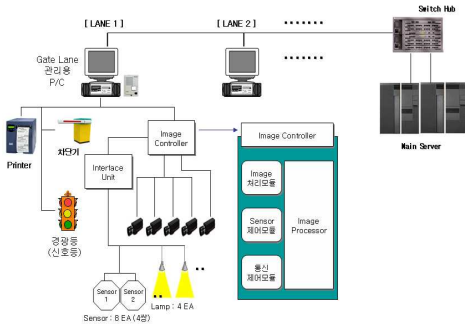 Switch Hub
[ LANE 1 ]
[ LANE 2 ]
Gate Lane
관리용
P/C
Main Server
Printer
차단기
Image
Controller
Image Controller
Interface
Unit
Image
처리모듈
Sensor
제어모듈
Image
Processor
통신
제어모듈
경광등
(신호등)
Sensor
1
Sensor
2
Lamp : 4 EA
Sensor : 8 EA (4쌍)